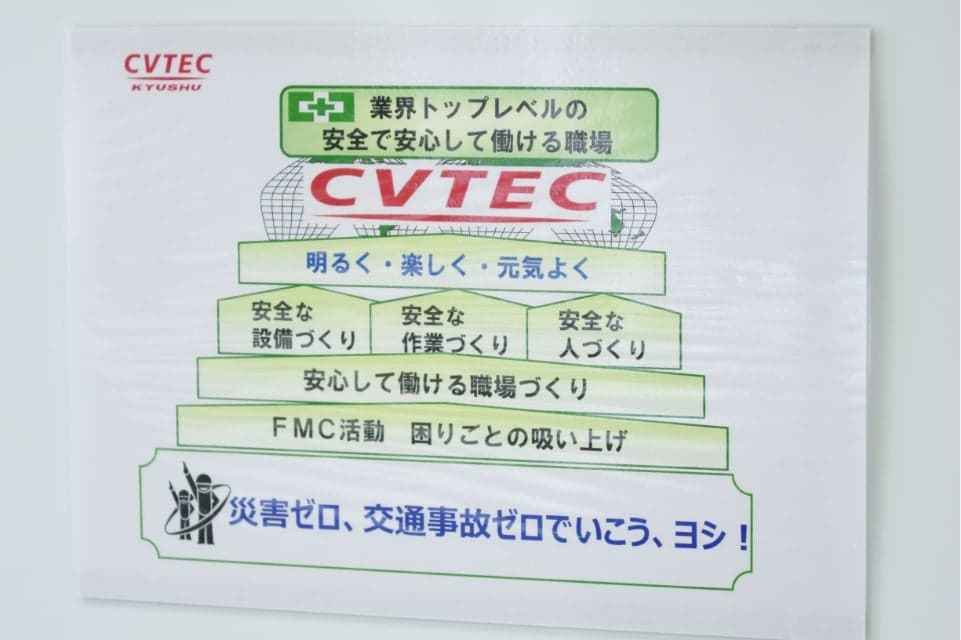 CVTEC
KYUSHU
業界トップレベルの
安全で安心して働ける職場
CVTEC
明るく・楽しく・元気よく
安全な
設備づくり
安全な
作業づくり
安全な
人づくり
安心して働ける職場づくり
FMC活動 困りごとの吸い上げ
災害ゼロ、交通事故ゼロでいこう、ヨシ！